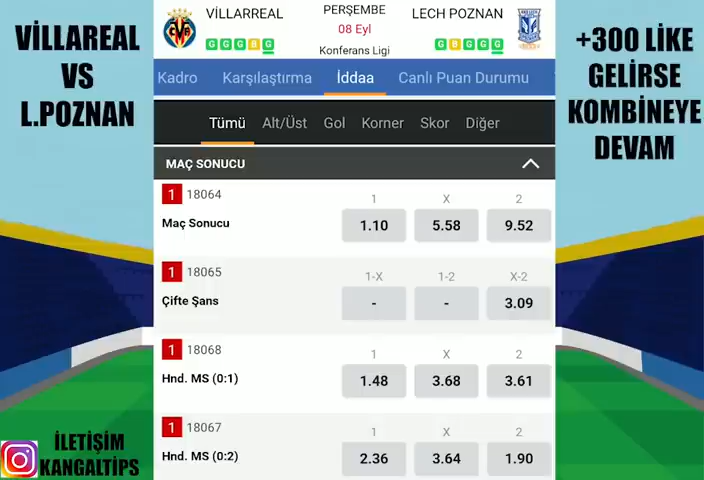 VİLLAREAL
VS
L.POZNAN
VİLLARREAL
G G G B G
PERŞEMBE
08 Eyl
Konferans Ligi
LECH POZNAN
G B G G G
+300 LİKE
GELİRSE
KOMBİNEYE
DEVAM
Kadro Karşılaştırma İddaa Canlı Puan Durumu
Tümü Alt/Üst Gol Korner Skor Diğer
MAÇ SONUCU
1 18064 1 X 2
Maç Sonucu 1.10 5.58 9.52
1 18065 1-X 1-2 X-2
Çifte Şans - - 3.09
1 18068 1 X 2
Hnd. MS (0:1) 1.48 3.68 3.61
1 18067 1 X 2
Hnd. MS (0:2) 2.36 3.64 1.90
İLETİŞİM
KANGALTİPS